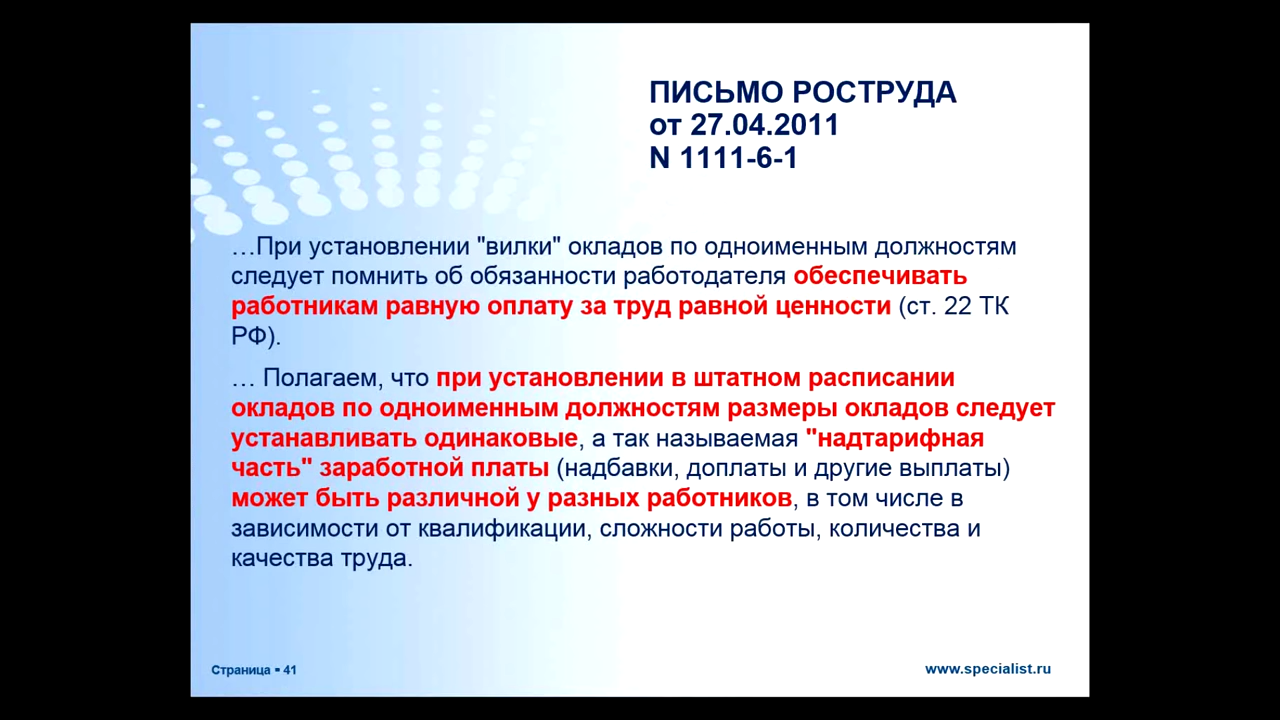 ПИСЬМО РОСТРУДА
от 27.04.2011
N 1111-6-1
…При установлении "вилки" окладов по одноименным должностям
следует помнить об обязанности работодателя обеспечивать
работникам равную оплату за труд равной ценности (ст. 22 ТК
РФ).
… Полагаем, что при установлении в штатном расписании
окладов по одноименным должностям размеры окладов следует
устанавливать одинаковые, а так называемая "надтарифная
часть" заработной платы (надбавки, доплаты и другие выплаты)
может быть различной у разных работников, в том числе в
зависимости от квалификации, сложности работы, количества и
качества труда.
Страница ▪ 41
www.specialist.ru